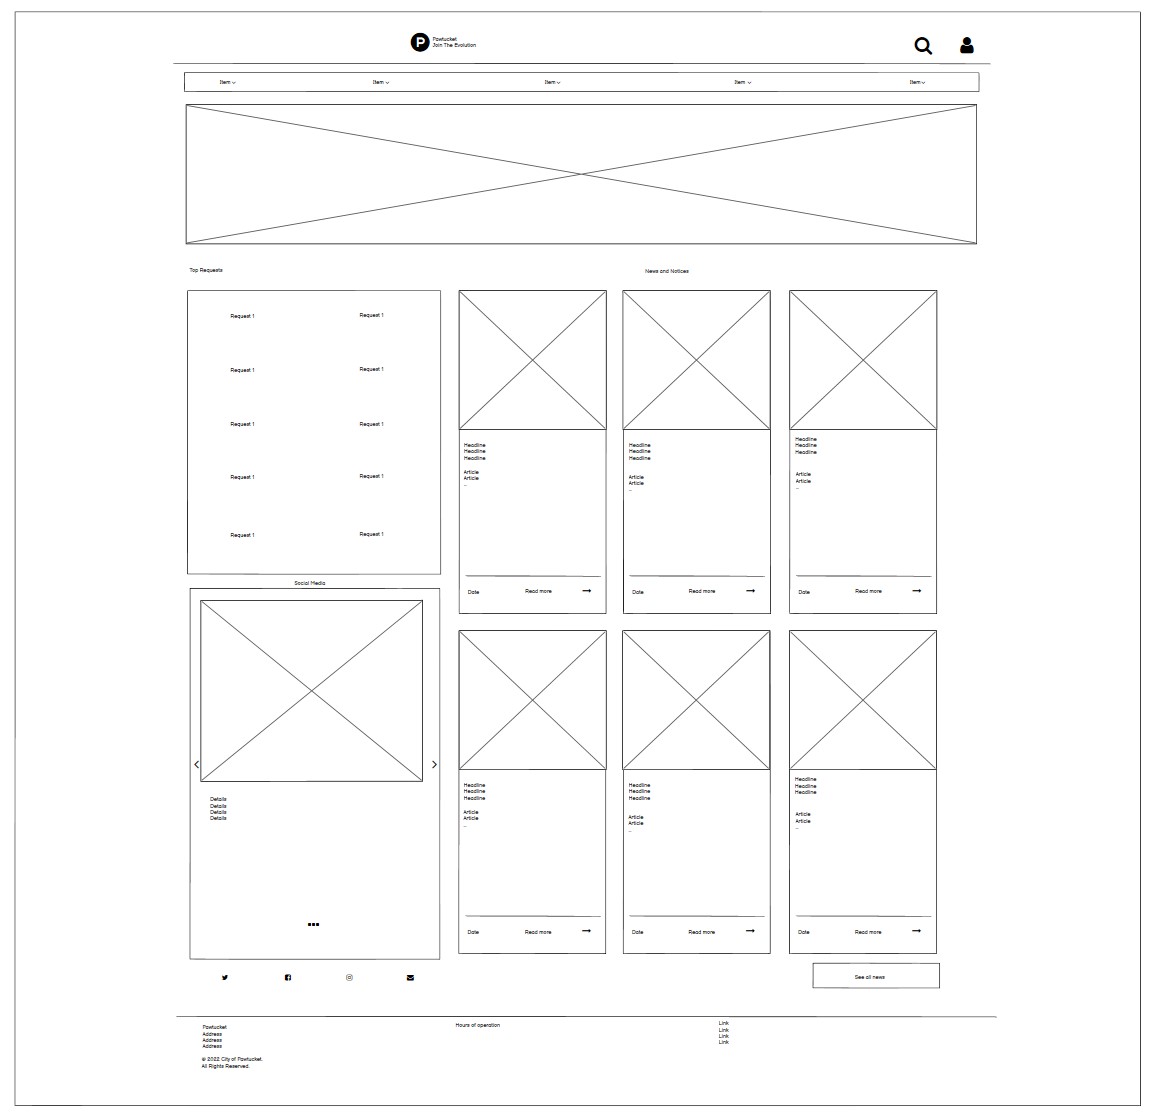 P
Pawtucket
Join The Evolution
Item
Item
Item
Item
Item
Top Requests
News and Notices
Request 1
Request 1
Request 1
Request 1
Request 1
Request 1
Request 1
Request 1
Request 1
Request 1
Headline
Headline
Headline
Article
Article
...
Date
Read more
Headline
Headline
Headline
Article
Article
...
Date
Read more
Headline
Headline
Headline
Article
Article
...
Date
Read more
Social Media
Details
Details
Details
Details
Headline
Headline
Headline
Article
Article
...
Date
Read more
Headline
Headline
Headline
Article
Article
...
Date
Read more
Headline
Headline
Headline
Article
Article
...
Date
Read more
See all news
Pawtucket
Address
Address
Address
© 2022 City of Pawtucket.
All Rights Reserved.
Hours of operation
Link
Link
Link
Link